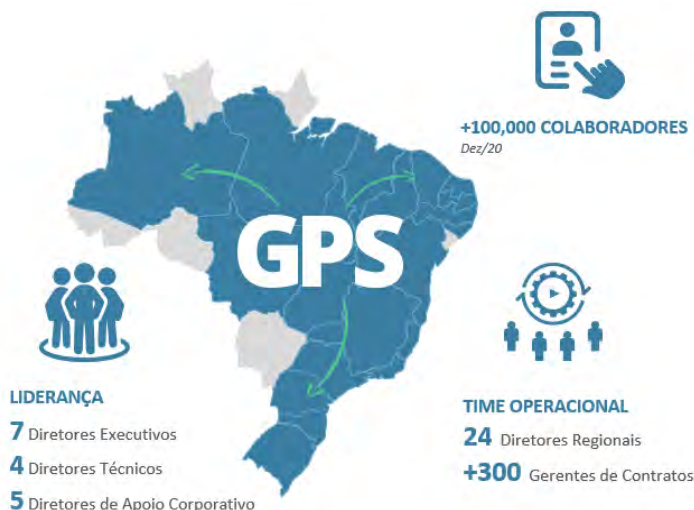 +100,000 COLABORADORES
Dez/20
GPS
LIDERANÇA
7 Diretores Executivos
4 Diretores Técnicos
5 Diretores de Apoio Corporativo
TIME OPERACIONAL
24 Diretores Regionais
+300 Gerentes de Contratos